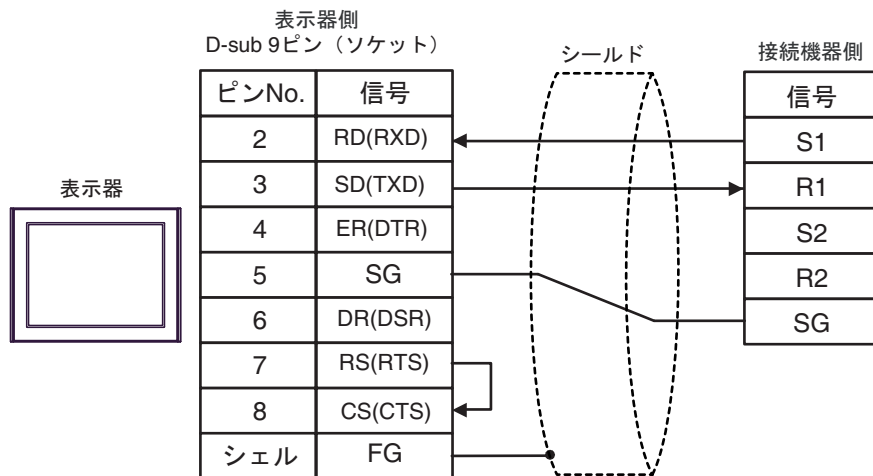 表示器側
D-sub 9ピン（ソケット）
シールド
接続機器側
ピンNo. 信号
信号
2 RD(RXD)
S1
3 SD(TXD)
R1
表示器
4 ER(DTR)
S2
5 SG
R2
6 DR(DSR)
SG
7 RS(RTS)
8 CS(CTS)
シェル FG